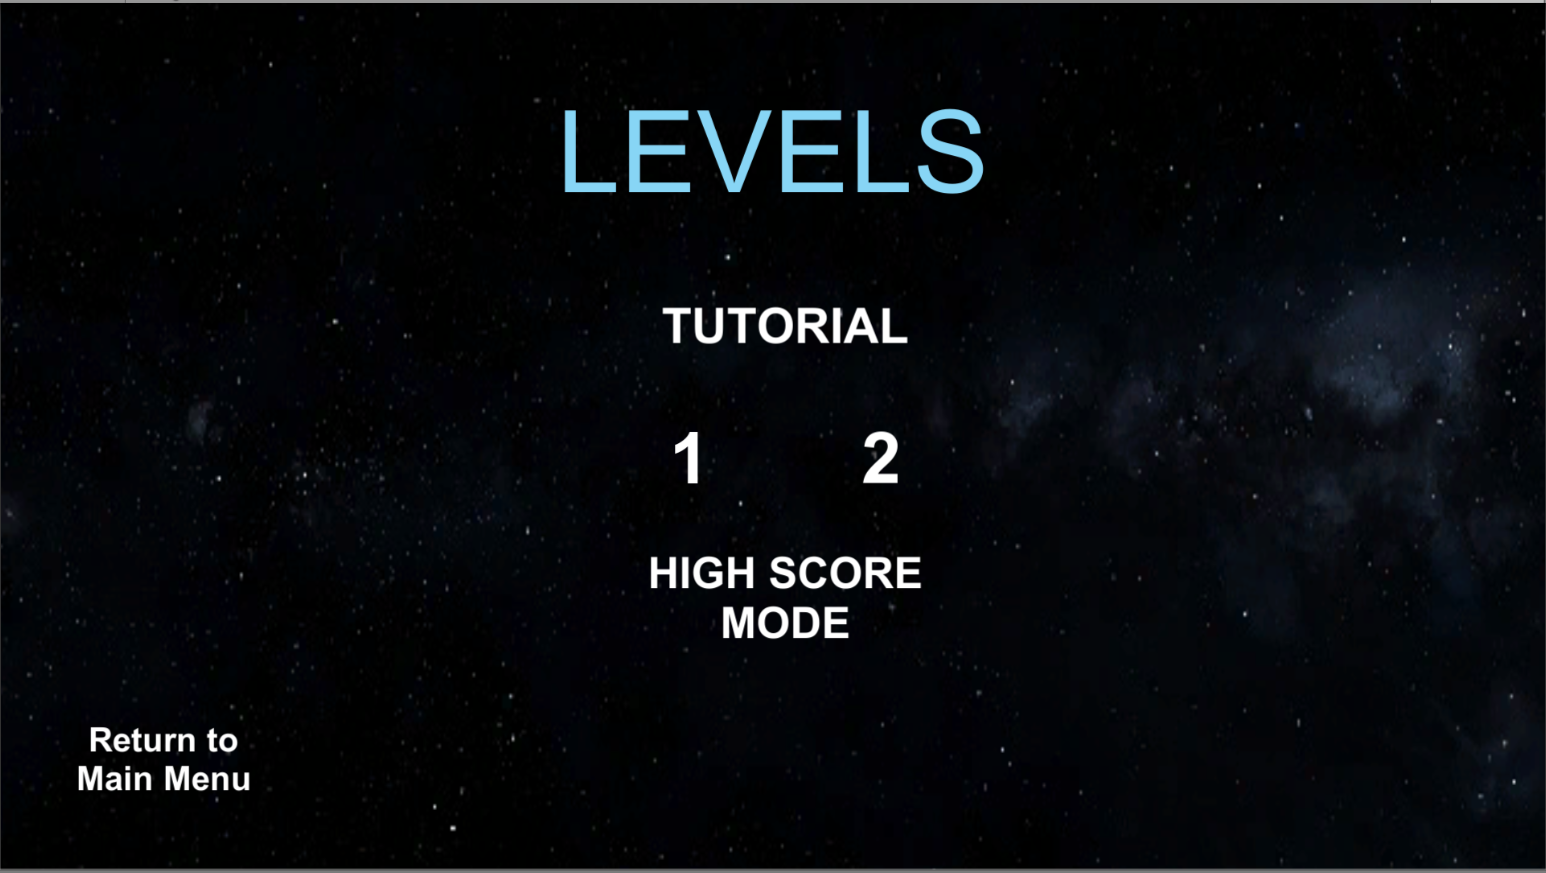 LEVELS
TUTORIAL
1 2
HIGH SCORE
MODE
Return to
Main Menu